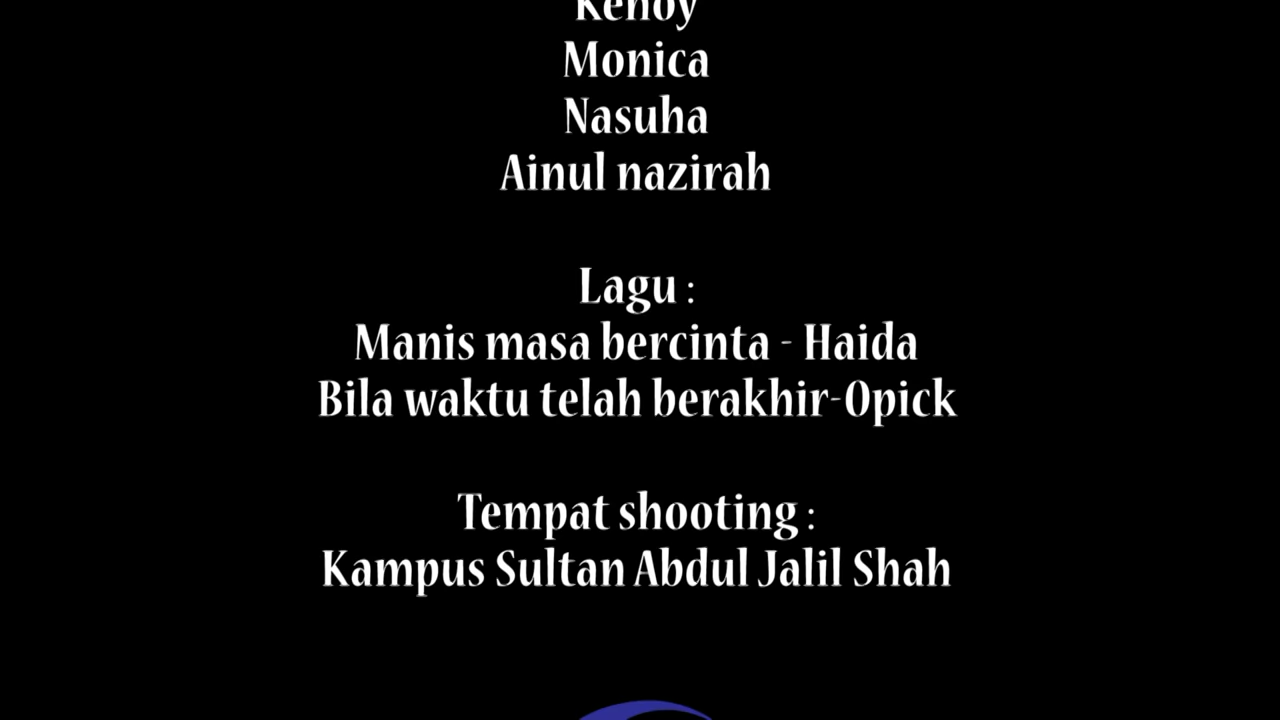 Kenoy
Monica
Nasuha
Ainul nazirah
Lagu :
Manis masa bercinta - Haida
Bila waktu telah berakhir-Opick
Tempat shooting :
Kampus Sultan Abdul Jalil Shah